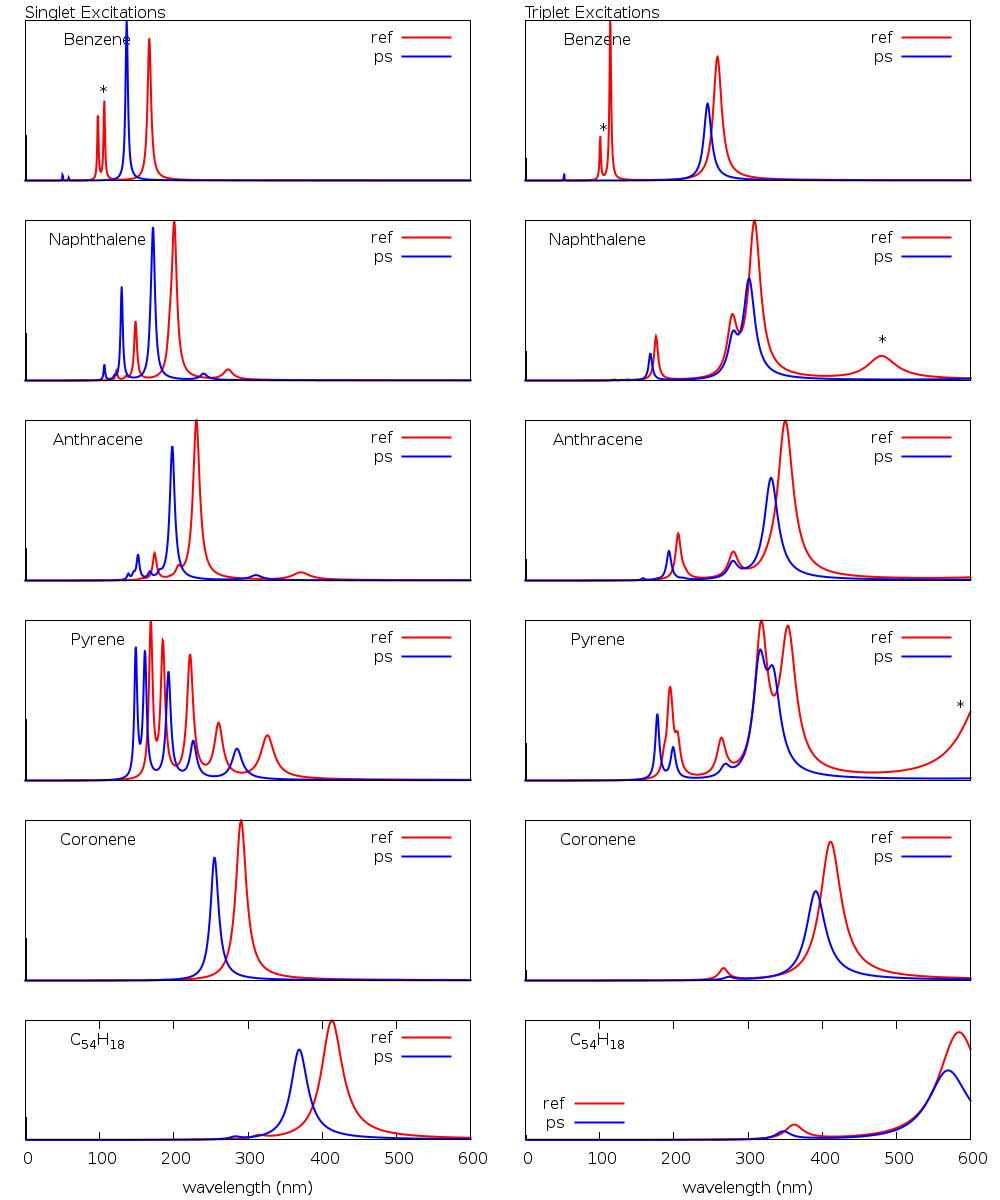 Singlet Excitations
Triplet Excitations
Benzene
ref
ps
*
Benzene
ref
ps
*
Naphthalene
ref
ps
Naphthalene
ref
ps
*
Anthracene
ref
ps
Anthracene
ref
ps
Pyrene
ref
ps
Pyrene
ref
ps
*
Coronene
ref
ps
Coronene
ref
ps
C54H18
ref
ps
C54H18
ref
ps
0 100 200 300 400 500 600
0 100 200 300 400 500 600
wavelength (nm)
wavelength (nm)